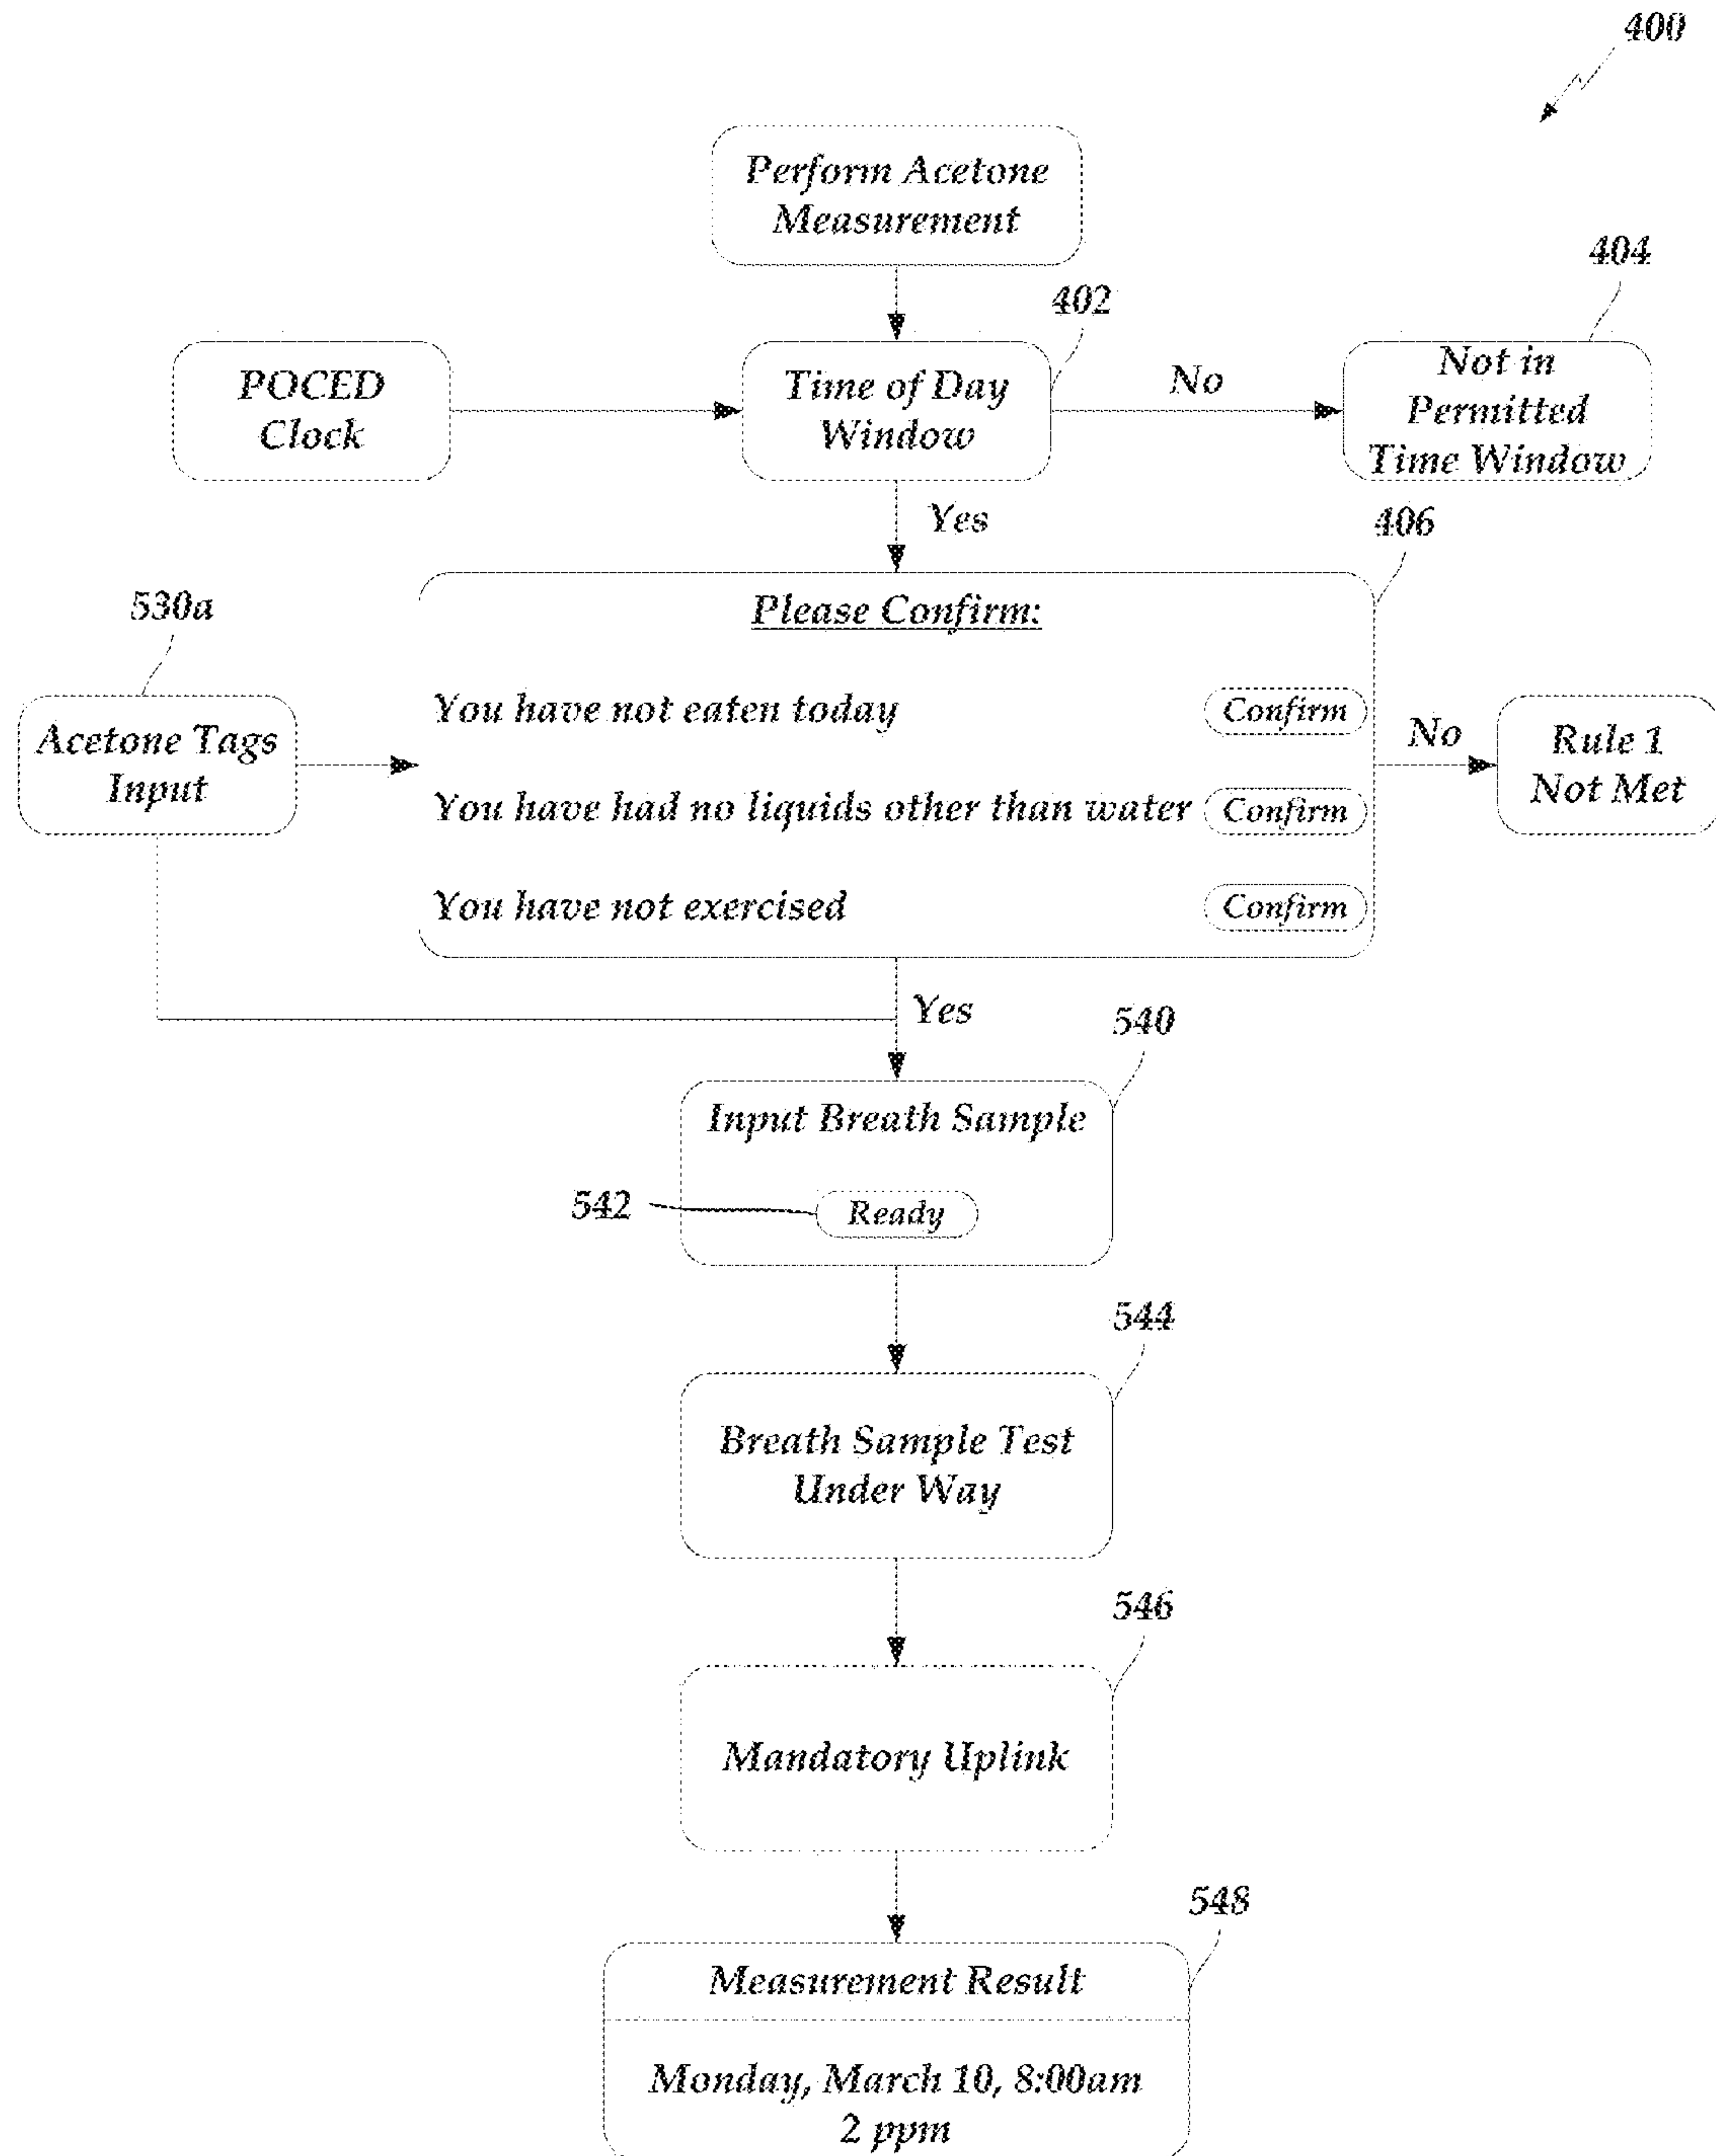 400
Perform Acetone
Measurement
402
404
POCED
Clock
Time of Day
Window
No
Not in
Permitted
Time Window
Yes
406
530a
Please Confirm:
Acetone Tags
Input
You have not eaten today Confirm
You have had no liquids other than water Confirm
You have not exercised Confirm
No
Rule 1
Not Met
Yes
540
Input Breath Sample
542
Ready
544
Breath Sample Test
Under Way
546
Mandatory Uplink
548
Measurement Result
Monday, March 10, 8:00am
2 ppm